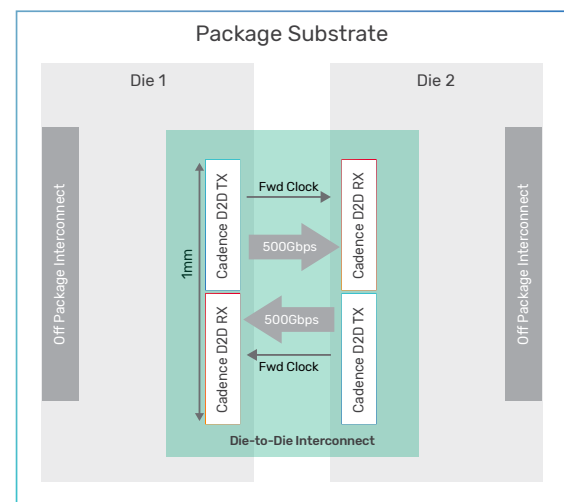 Package Substrate
Die 1
Die 2
Off Package Interconnect
1mm
Cadence D2D TX
Fwd Clock
Cadence D2D RX
500Gbps
Off Package Interconnect
Cadence D2D RX
500Gbps
Cadence D2D TX
Fwd Clock
Die-to-Die Interconnect